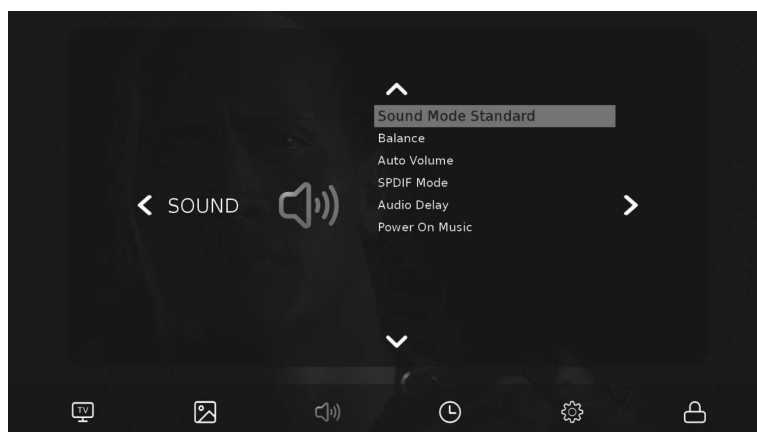 Sound Mode Standard
Balance
Auto Volume
SPDIF Mode
Audio Delay
Power On Music
SOUND
TV